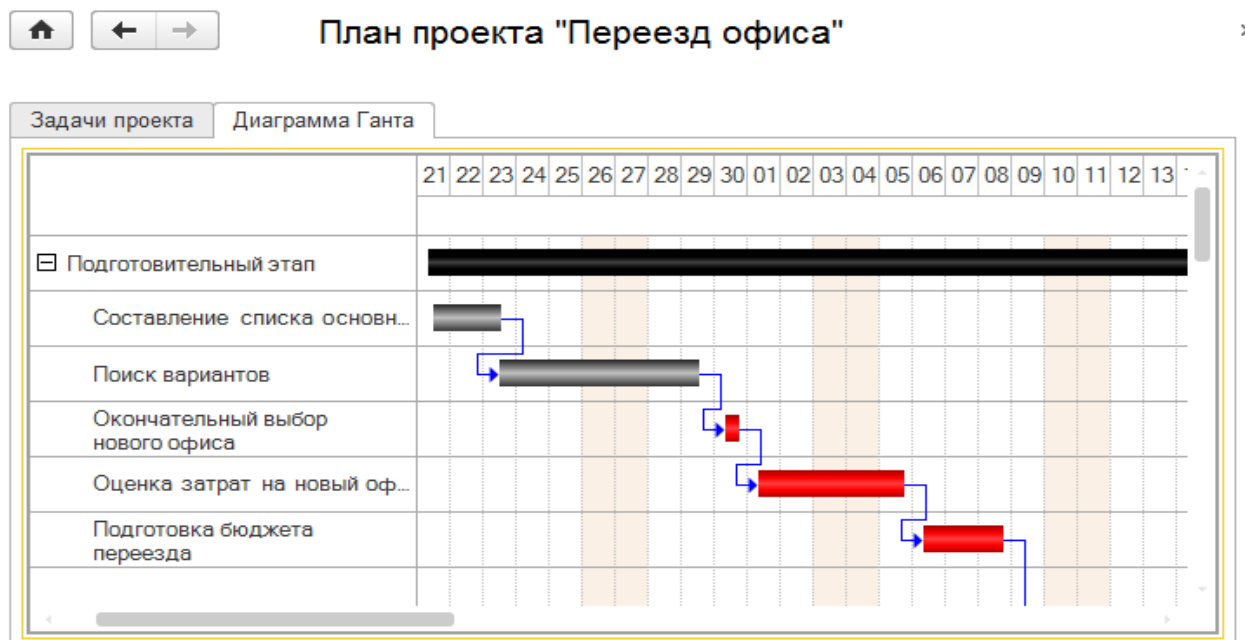 План проекта "Переезд офиса"
Задачи проекта
Диаграмма Ганта
21 22 23 24 25 26 27 28 29 30 01 02 03 04 05 06 07 08 09 10 11 12 13
Подготовительный этап
Составление списка основн...
Поиск вариантов
Окончательный выбор
нового офиса
Оценка затрат на новый оф...
Подготовка бюджета
переезда